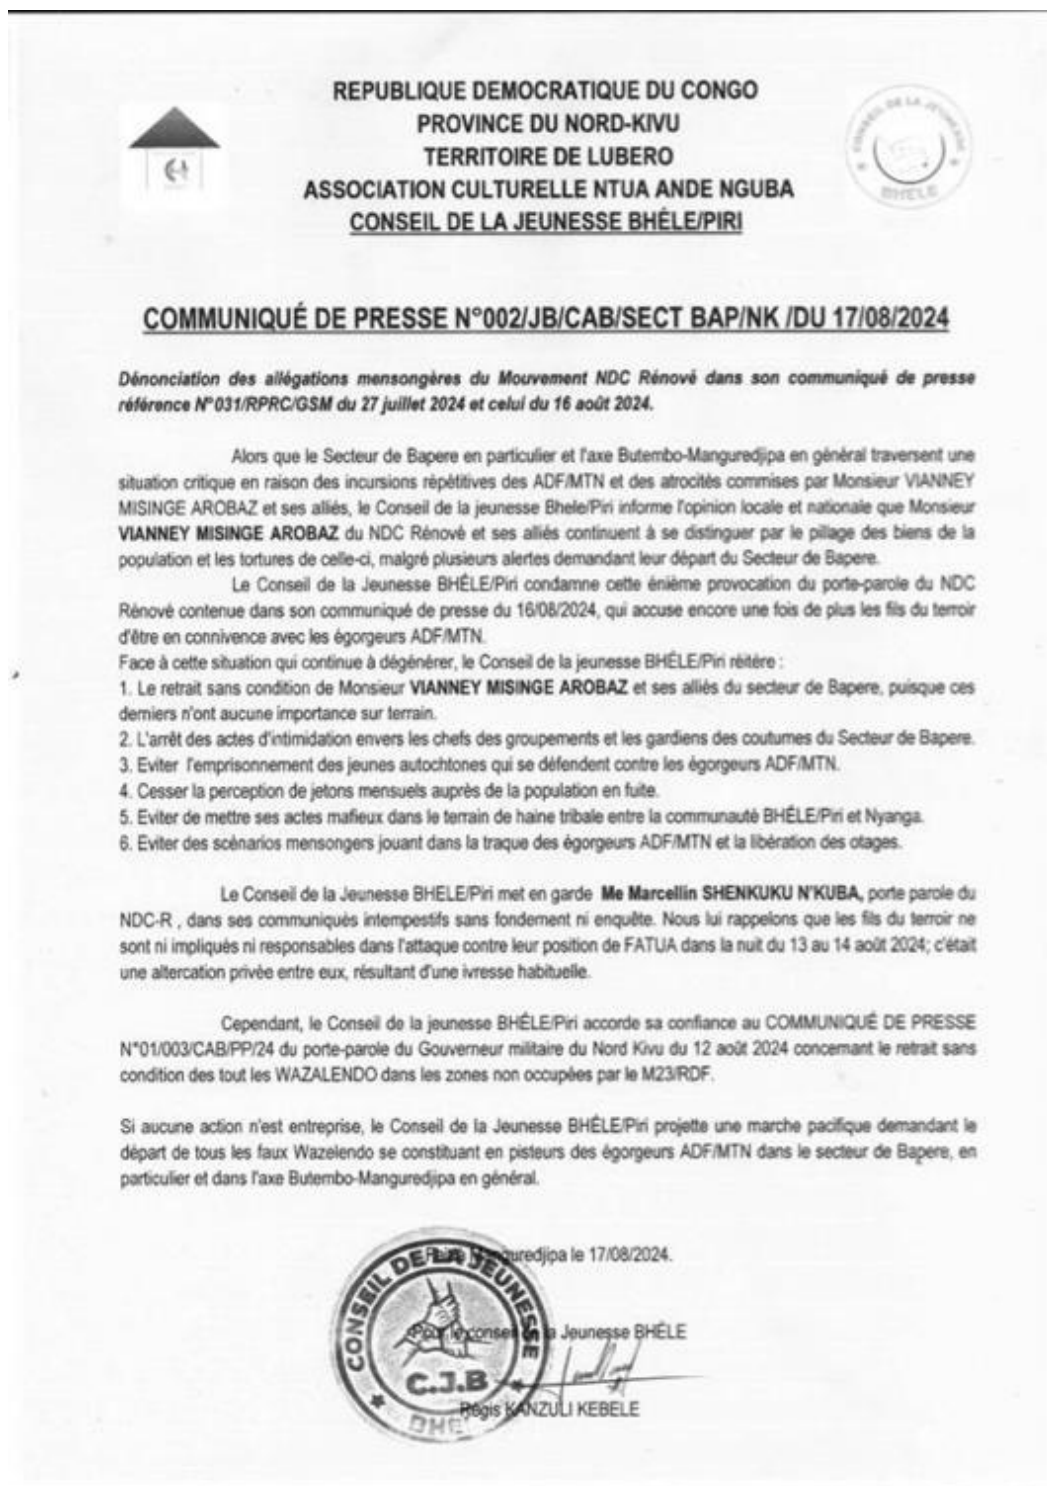 REPUBLIQUE DEMOCRATIQUE DU CONGO
PROVINCE DU NORD-KIVU
TERRITOIRE DE LUBERO
ASSOCIATION CULTURELLE NTUA ANDE NGUBA
CONSEIL DE LA JEUNESSE BHÊLE/PIRI
CONSEIL DE LA JEUNESSE
BHELE
COMMUNIQUÉ DE PRESSE N°002/JB/CAB/SECT BAP/NK /DU 17/08/2024
Dénonciation des allégations mensongères du Mouvement NDC Rénové dans son communiqué de presse
référence N°031/RPRC/GSM du 27 juillet 2024 et celui du 16 août 2024.
Alors que le Secteur de Bapere en particulier et l'axe Butembo-Manguredjipa en général traversent une
situation critique en raison des incursions répétitives des ADF/MTN et des atrocités commises par Monsieur VIANNEY
MISINGE AROBAZ et ses alliés, le Conseil de la jeunesse Bhele/Piri informe l'opinion locale et nationale que Monsieur
VIANNEY MISINGE AROBAZ du NDC Rénové et ses alliés continuent à se distinguer par le pillage des biens de la
population et les tortures de celle-ci, malgré plusieurs alertes demandant leur départ du Secteur de Bapere.
Le Conseil de la Jeunesse BHÊLE/Piri condamne cette énième provocation du porte-parole du NDC
Rénové contenue dans son communiqué de presse du 16/08/2024, qui accuse encore une fois de plus les fils du terroir
d'être en connivence avec les égorgeurs ADF/MTN.
Face à cette situation qui continue à dégénérer, le Conseil de la jeunesse BHÊLE/Piri réitère :
1. Le retrait sans condition de Monsieur VIANNEY MISINGE AROBAZ et ses alliés du secteur de Bapere, puisque ces
derniers n'ont aucune importance sur terrain.
2. L'arrêt des actes d'intimidation envers les chefs des groupements et les gardiens des coutumes du Secteur de Bapere.
3. Eviter l'emprisonnement des jeunes autochtones qui se défendent contre les égorgeurs ADF/MTN.
4. Cesser la perception de jetons mensuels auprès de la population en fuite.
5. Eviter de mettre ses actes mafieux dans le terrain de haine tribale entre la communauté BHÊLE/Piri et Nyanga.
6. Eviter des scénarios mensongers jouant dans la traque des égorgeurs ADF/MTN et la libération des otages.
Le Conseil de la Jeunesse BHELE/Piri met en garde Me Marcellin SHENKUKU N'KUBA, porte parole du
NDC-R , dans ses communiqués intempestifs sans fondement ni enquête. Nous lui rappelons que les fils du terroir ne
sont ni impliqués ni responsables dans l'attaque contre leur position de FATUA dans la nuit du 13 au 14 août 2024; c'était
une altercation privée entre eux, résultant d'une ivresse habituelle.
Cependant, le Conseil de la jeunesse BHÊLE/Piri accorde sa confiance au COMMUNIQUÉ DE PRESSE
N°01/003/CAB/PP/24 du porte-parole du Gouverneur militaire du Nord Kivu du 12 août 2024 concernant le retrait sans
condition des tout les WAZALENDO dans les zones non occupées par le M23/RDF.
Si aucune action n'est entreprise, le Conseil de la Jeunesse BHÊLE/Piri projette une marche pacifique demandant le
départ de tous les faux Wazelendo se constituant en pisteurs des égorgeurs ADF/MTN dans le secteur de Bapere, en
particulier et dans l'axe Butembo-Manguredjipa en général.
Manguredjipa le 17/08/2024.
Pour le conseil de la Jeunesse BHÊLE
Régis KANZULI KEBELE
CONSEIL DE LA JEUNESSE
C.J.B
BHELE